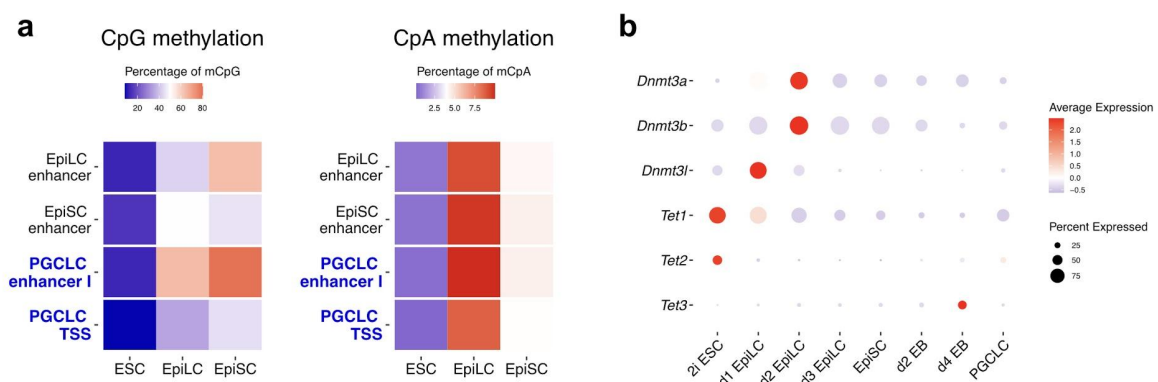 a
CpG methylation
Percentage of mCpG
20 40 60 80
EpiLC
enhancer
EpiSC
enhancer
PGCLC
enhancer I
PGCLC
TSS
ESC EpiLC EpiSC
CpA methylation
Percentage of mCpA
2.5 5.0 7.5
ESC EpiLC EpiSC
b
Dnmt3a
Dnmt3b
Dnmt3l
Tet1
Tet2
Tet3
2i ESC
d1 EpiLC
d2 EpiLC
d3 EpiLC
EpiSC
d2 EB
d4 EB
PGCLC
Average Expression
2.0
1.5
1.0
0.5
0.0
−0.5
Percent Expressed
25
50
75